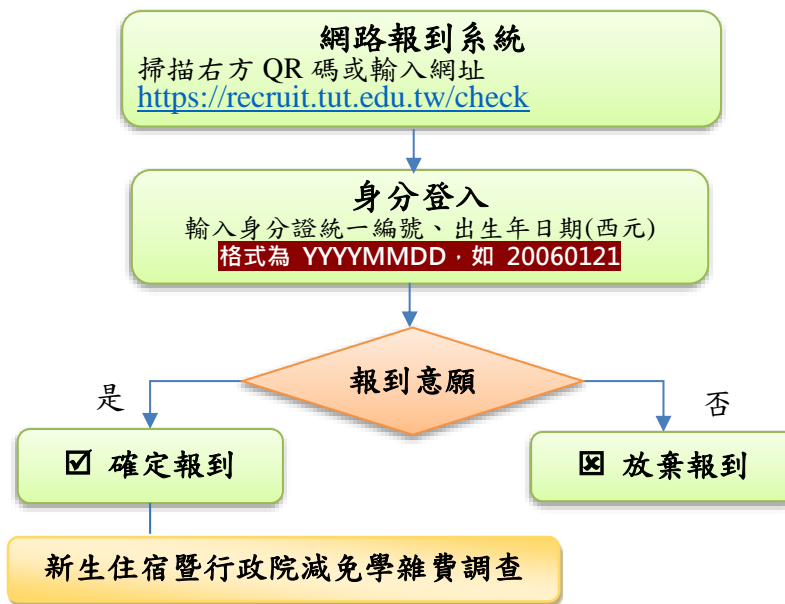 網路報到系統
掃描右方 QR 碼或輸入網址
https://recruit.tut.edu.tw/check
身分登入
輸入身分證統一編號、出生年日期(西元)
格式為 YYYYMMDD，如 20060121
報到意願
是
否
☑ 確定報到
☒ 放棄報到
新生住宿暨行政院減免學雜費調查